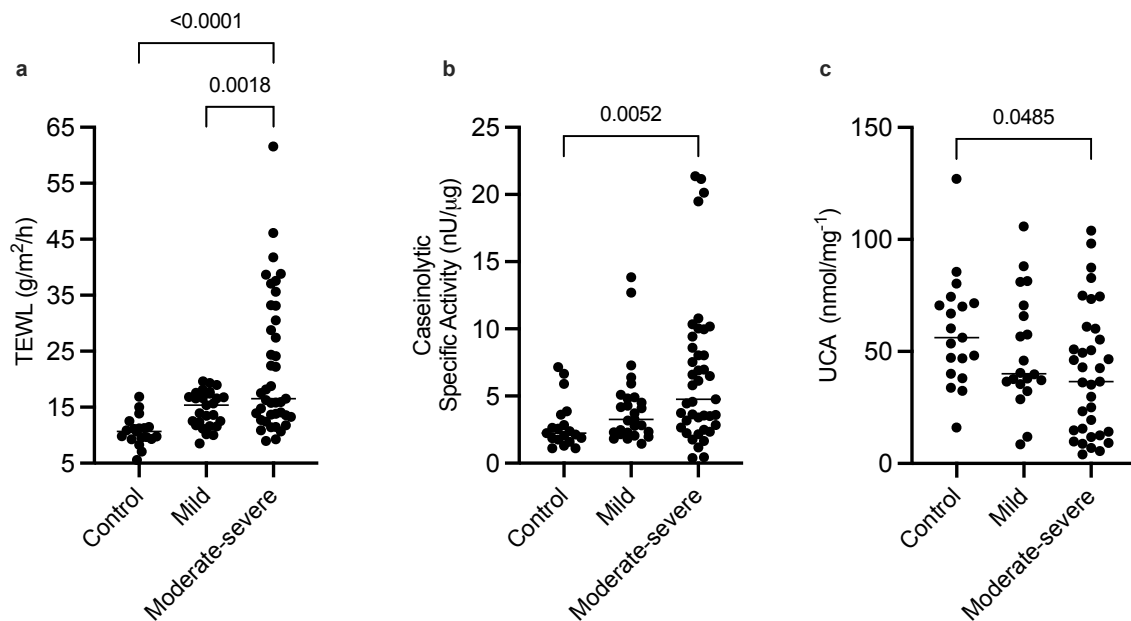 <0.0001
a
0.0018
TEWL (g/m²/h)
65
55
45
35
25
15
5
Control
Mild
Moderate-severe
b
0.0052
Caseinolytic
Specific Activity (nU/µg)
25
20
15
10
5
0
Control
Mild
Moderate-severe
c
0.0485
UCA (nmol/mg⁻¹)
150
100
50
0
Control
Mild
Moderate-severe